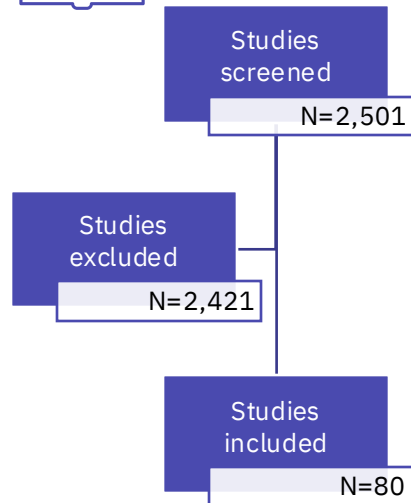 Studies
screened
N=2,501
Studies
excluded
N=2,421
Studies
included
N=80